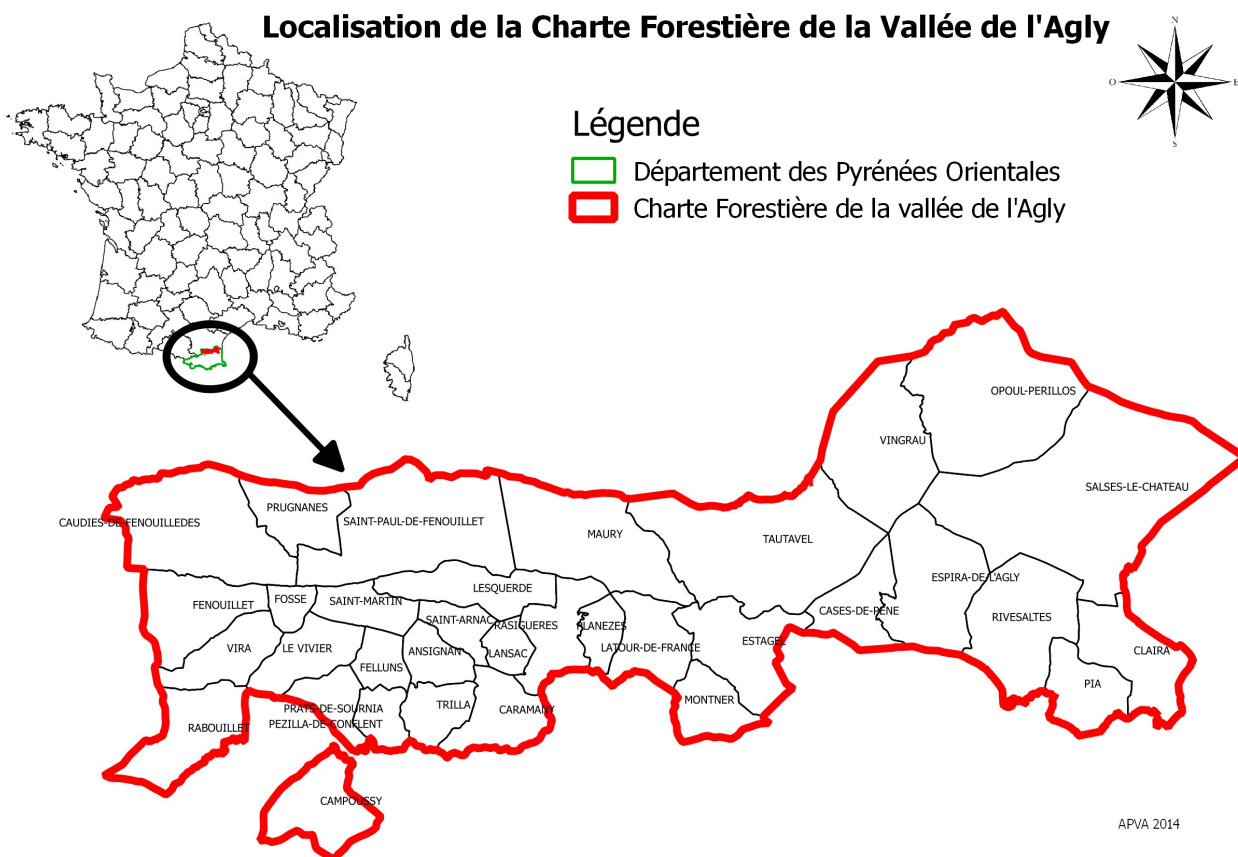 Localisation de la Charte Forestière de la Vallée de l'Agly
N
O
E
S
Légende
Département des Pyrénées Orientales
Charte Forestière de la vallée de l'Agly
OPOUL-PERILLOS
VINGRAU
SALSES-LE-CHATEAU
CAUDIES-DE-FENOUILLEDES
PRUGNANES
SAINT-PAUL-DE-FENOUILLET
MAURY
TAUTAVEL
ESPIRA-DE-L'AGLY
LESQUERDE
FENOUILLET
FOSSE
SAINT-MARTIN
CASES-DE-PENE
RIVESALTES
SAINT-ARNAC
RASIGUERES
PLANEZES
ESTAGEL
VIRA
LE VIVIER
ANSIGNAN
LANSAC
LATOUR-DE-FRANCE
CLAIRA
FELLUNS
PIA
MONTNER
PRATS-DE-SOURNIA
TRILLA
CARAMANY
RABOUILLET
PEZILLA-DE-CONFLENT
CAMPOUSSY
APVA 2014